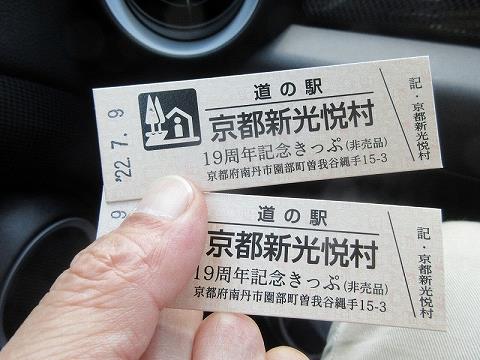 '22.7.9
道の駅
京都新光悦村
19周年記念きっぷ(非売品)
京都府南丹市園部町曽我谷縄手15-3
記・京都新光悦村
9
道の駅
京都新光悦村
19周年記念きっぷ(非売品)
京都府南丹市園部町曽我谷縄手15-3
記・京都新光悦村